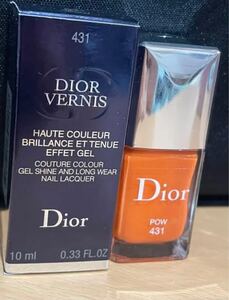 431
DIOR
VERNIS
HAUTE COULEUR
BRILLANCE ET TENUE
EFFET GEL
COUTURE COLOUR
GEL SHINE AND LONG WEAR
NAIL LACQUER
Dior
10 ml 0.33 FL.OZ
Dior
POW
431